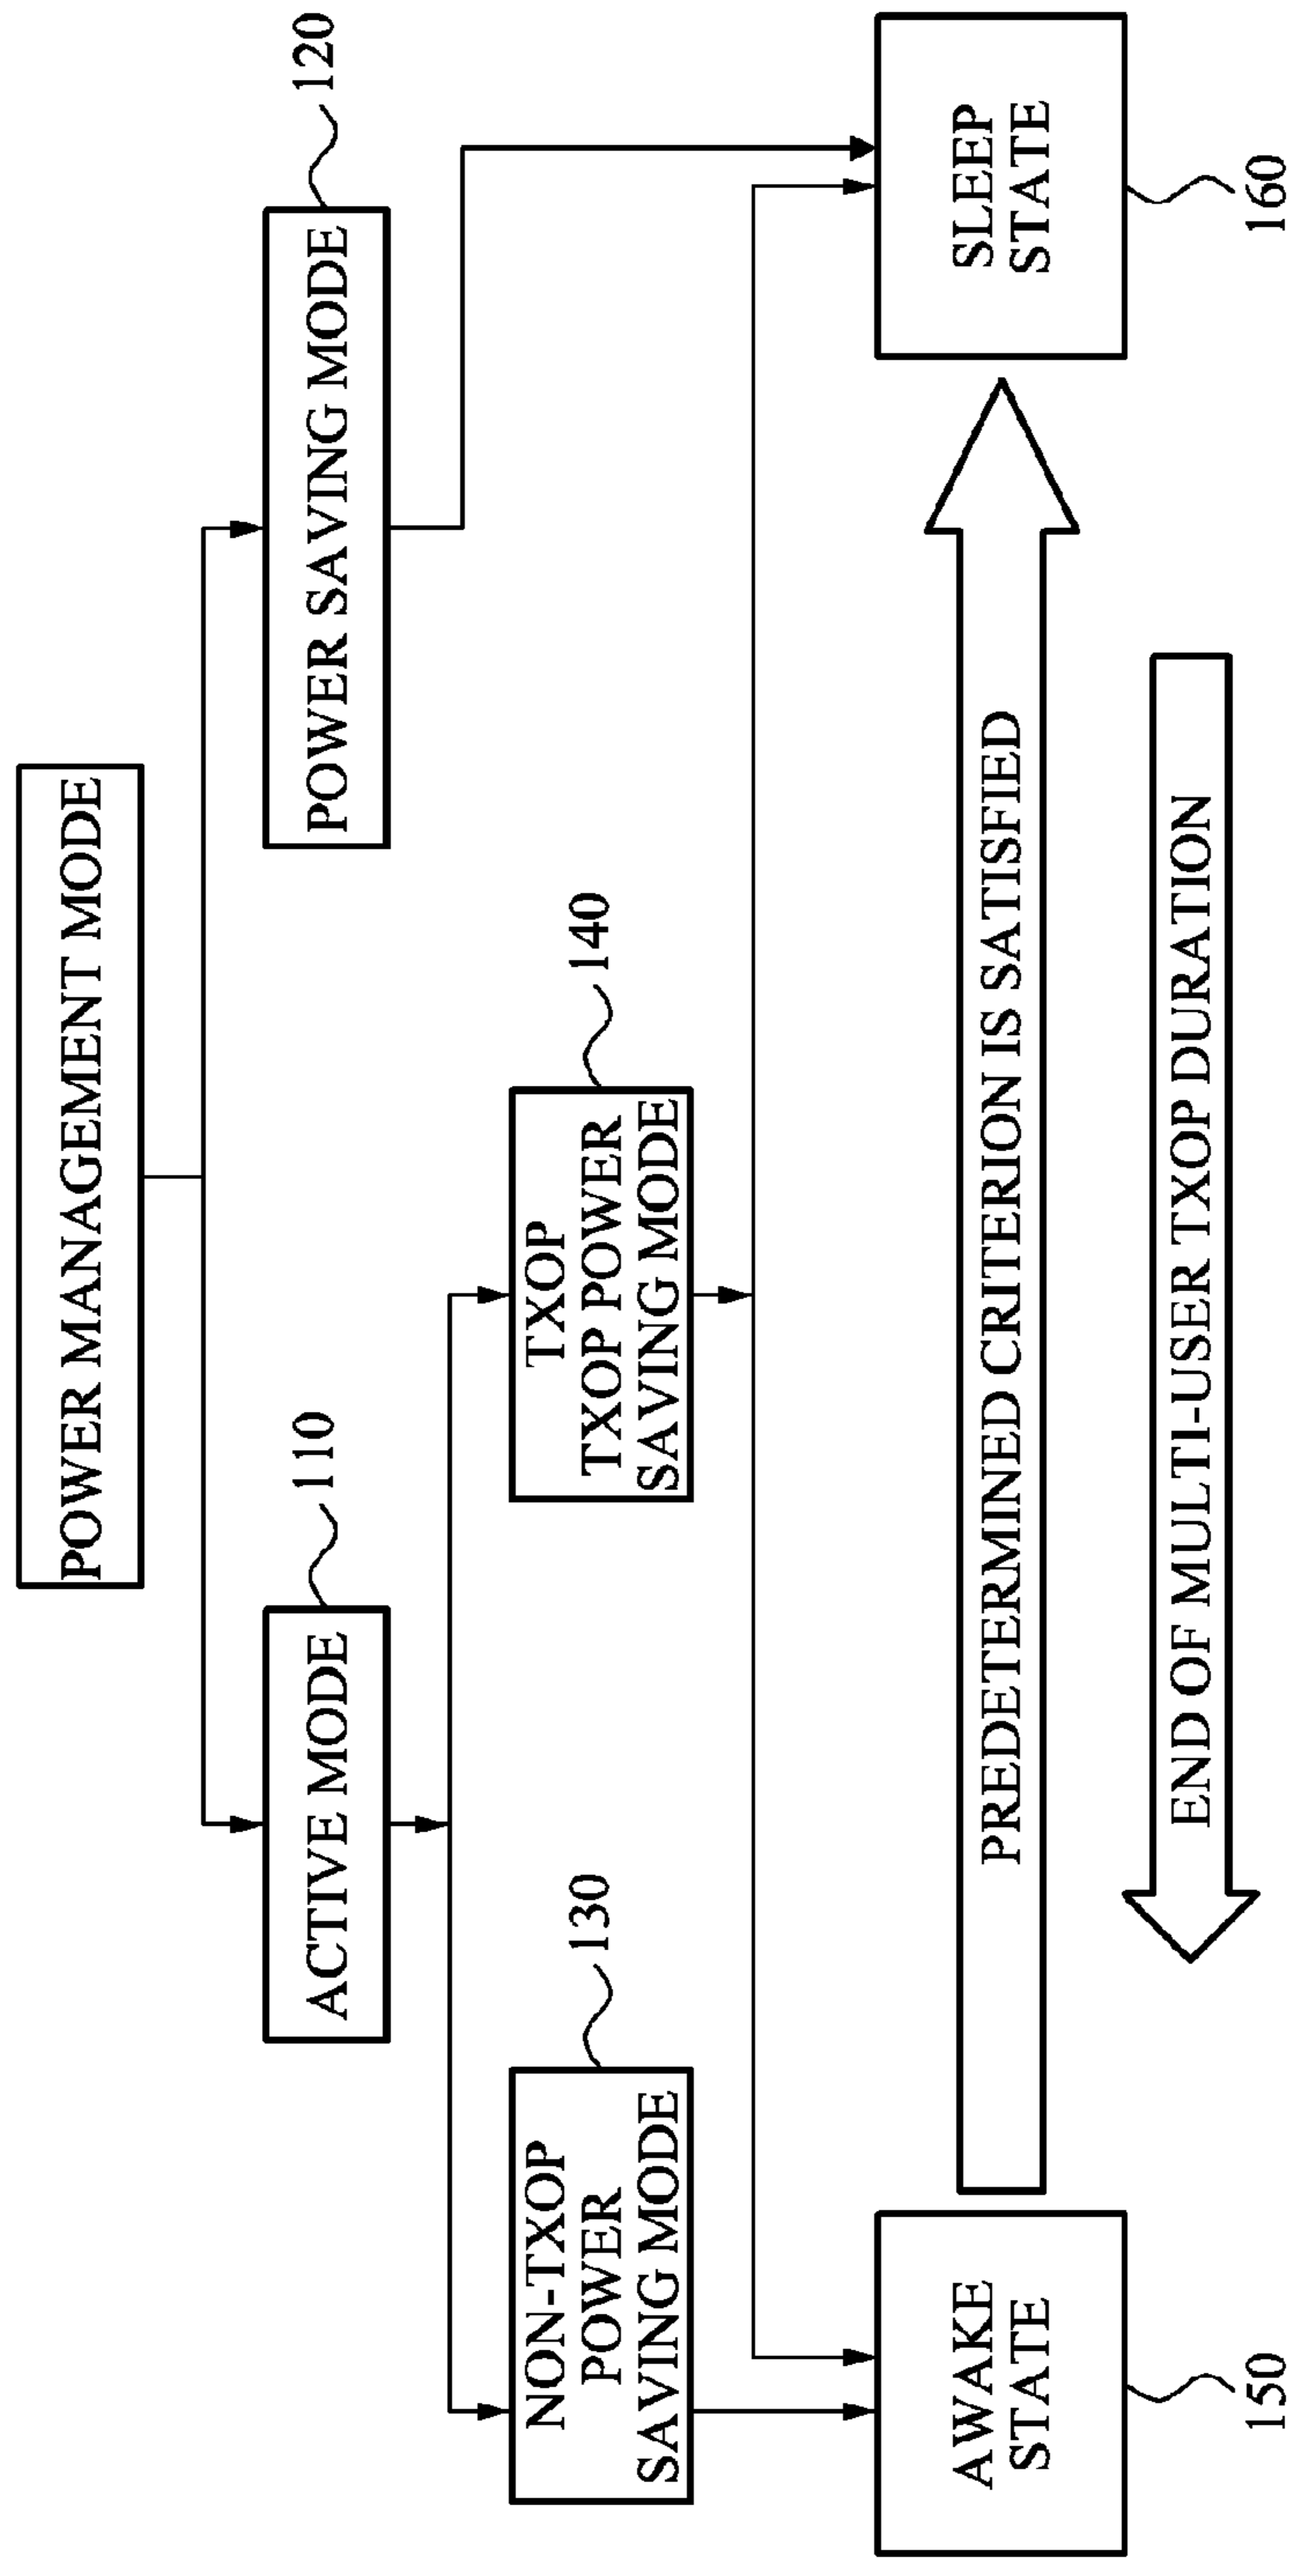 POWER MANAGEMENT MODE
110
120
ACTIVE MODE
POWER SAVING MODE
130
140
NON-TXOP
POWER
SAVING MODE
TXOP
TXOP POWER
SAVING MODE
AWAKE
STATE
PREDETERMINED CRITERION IS SATISFIED
SLEEP
STATE
END OF MULTI-USER TXOP DURATION
150
160